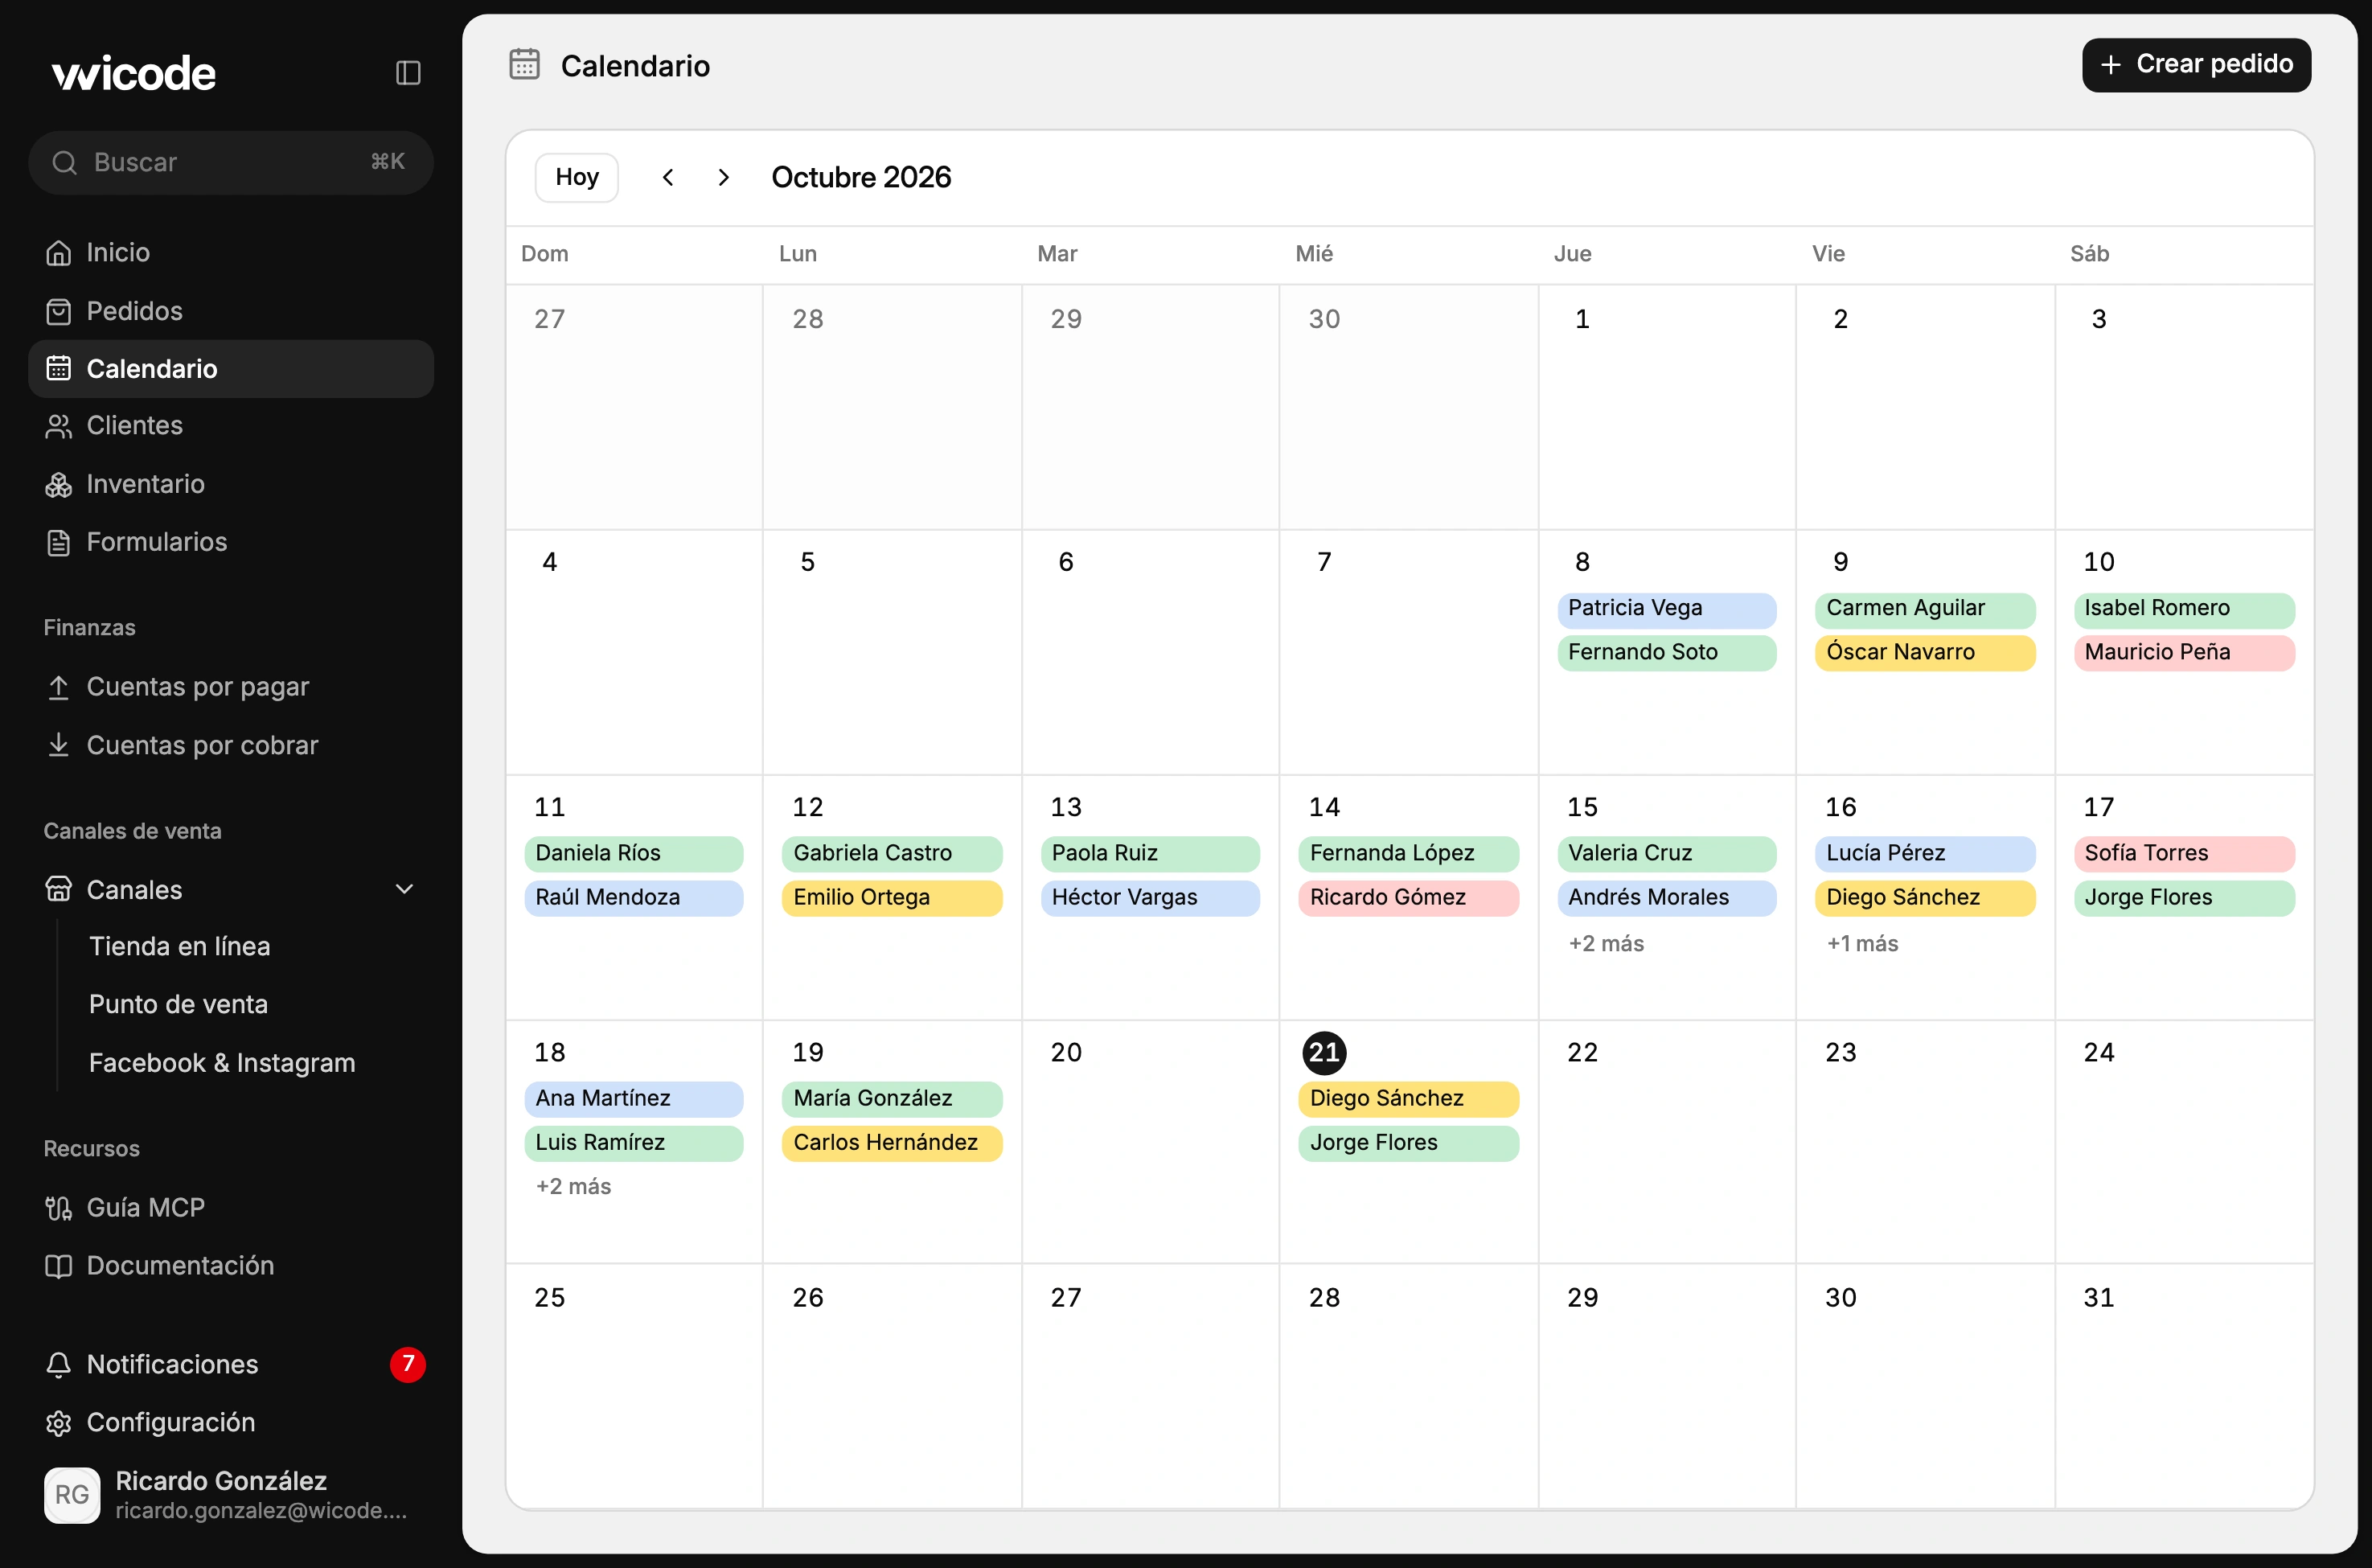 wicode
Buscar ⌘K
Inicio
Pedidos
Calendario
Clientes
Inventario
Formularios
Finanzas
Cuentas por pagar
Cuentas por cobrar
Canales de venta
Canales
Tienda en línea
Punto de venta
Facebook & Instagram
Recursos
Guía MCP
Documentación
Notificaciones 7
Configuración
RG
Ricardo González
ricardo.gonzalez@wicode....
Calendario
+ Crear pedido
Hoy < > Octubre 2026
Dom Lun Mar Mié Jue Vie Sáb
27 28 29 30 1 2 3
4 5 6 7 8 9 10
Patricia Vega Carmen Aguilar Isabel Romero
Fernando Soto Óscar Navarro Mauricio Peña
11 12 13 14 15 16 17
Daniela Ríos Gabriela Castro Paola Ruiz Fernanda López Valeria Cruz Lucía Pérez Sofía Torres
Raúl Mendoza Emilio Ortega Héctor Vargas Ricardo Gómez Andrés Morales Diego Sánchez Jorge Flores
+2 más +1 más
18 19 20 21 22 23 24
Ana Martínez María González Diego Sánchez
Luis Ramírez Carlos Hernández Jorge Flores
+2 más
25 26 27 28 29 30 31